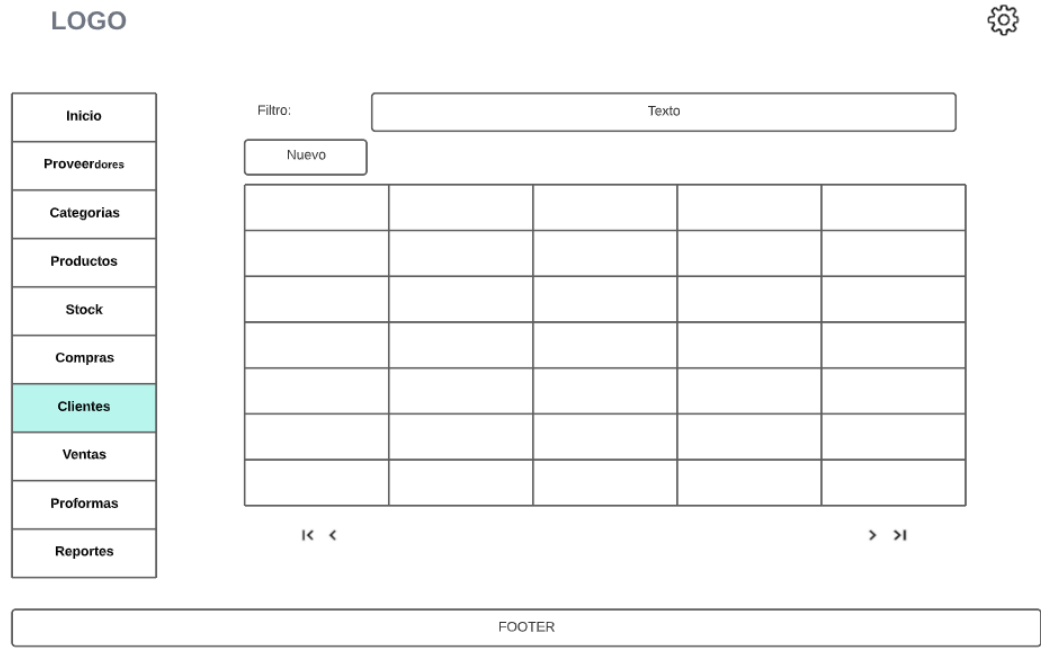 LOGO
Inicio
Proveerdores
Categorias
Productos
Stock
Compras
Clientes
Ventas
Proformas
Reportes
Filtro:
Texto
Nuevo
FOOTER